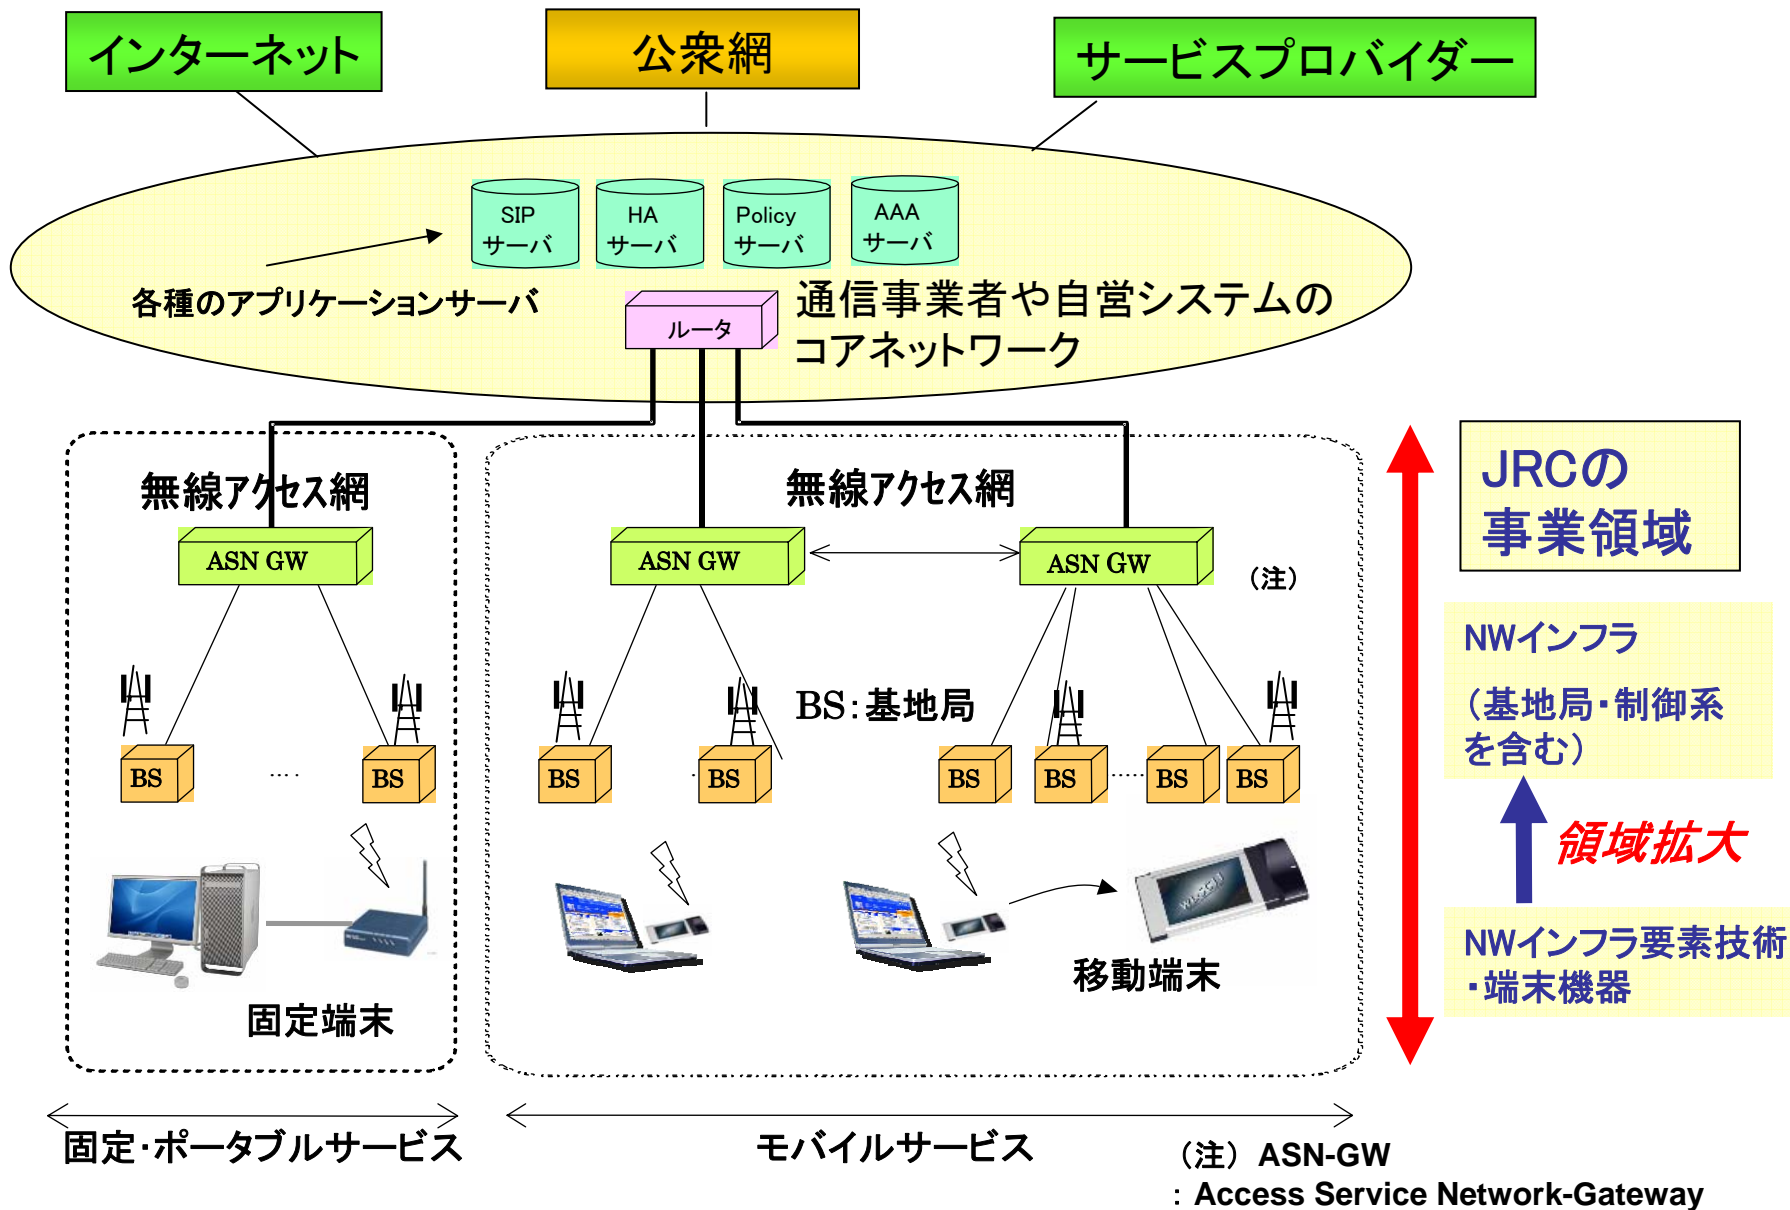 インターネット
公衆網
サービスプロバイダー
SIP
サーバ
HA
サーバ
Policy
サーバ
AAA
サーバ
各種のアプリケーションサーバ
ルータ
通信事業者や自営システムの
コアネットワーク
無線アクセス網
無線アクセス網
ASN GW
ASN GW
ASN GW
(注)
BS:基地局
BS
....
BS
BS
BS
BS
BS
.....
BS
BS
固定端末
移動端末
JRCの
事業領域
NWインフラ
(基地局・制御系
を含む)
領域拡大
NWインフラ要素技術
・端末機器
固定・ポータブルサービス
モバイルサービス
(注) ASN-GW
: Access Service Network-Gateway